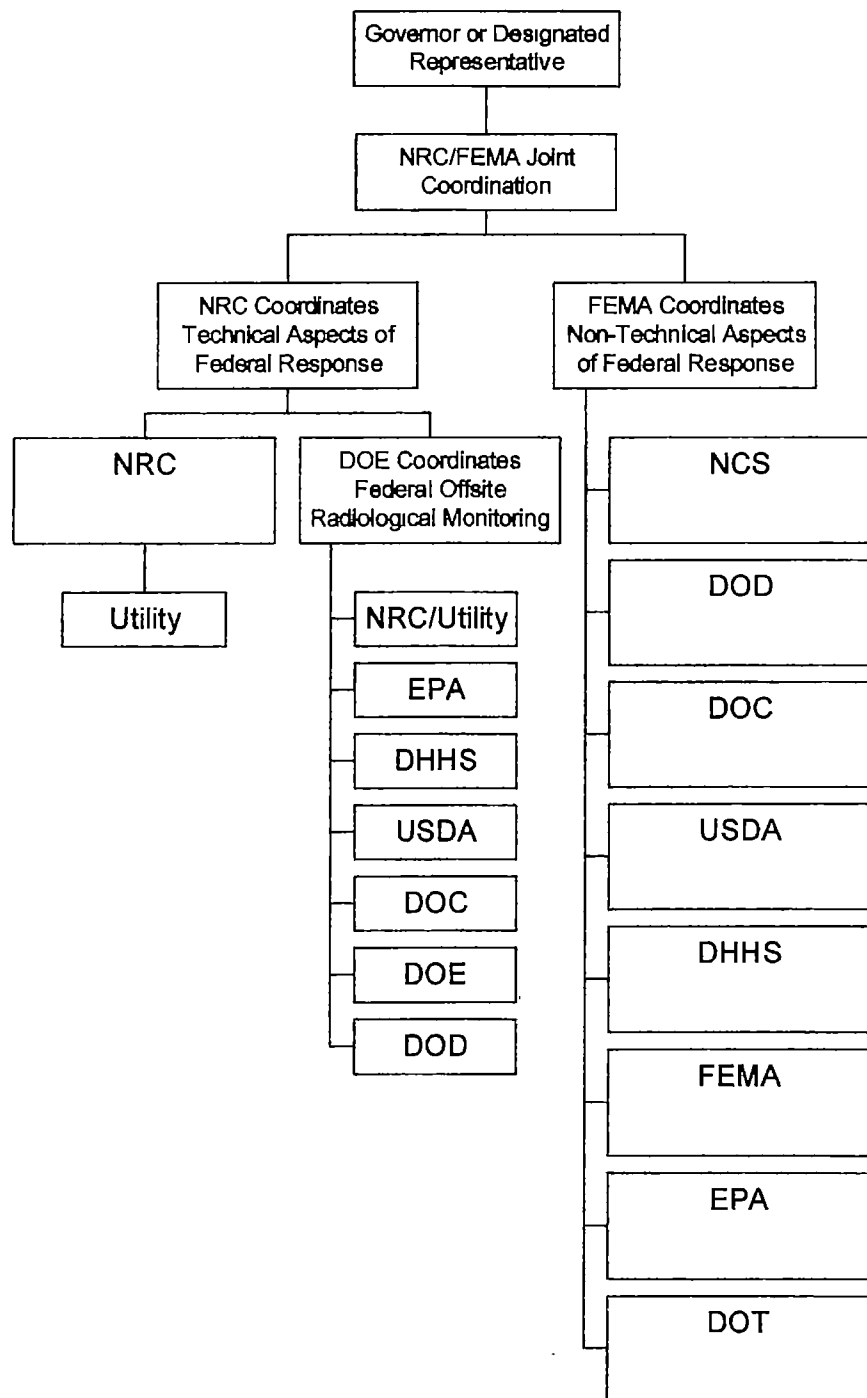 Governor or Designated
Representative
NRC/FEMA Joint
Coordination
NRC Coordinates
Technical Aspects of
Federal Response
FEMA Coordinates
Non-Technical Aspects
of Federal Response
NRC
DOE Coordinates
Federal Offsite
Radiological Monitoring
Utility
NRC/Utility
EPA
DHHS
USDA
DOC
DOE
DOD
NCS
DOD
DOC
USDA
DHHS
FEMA
EPA
DOT